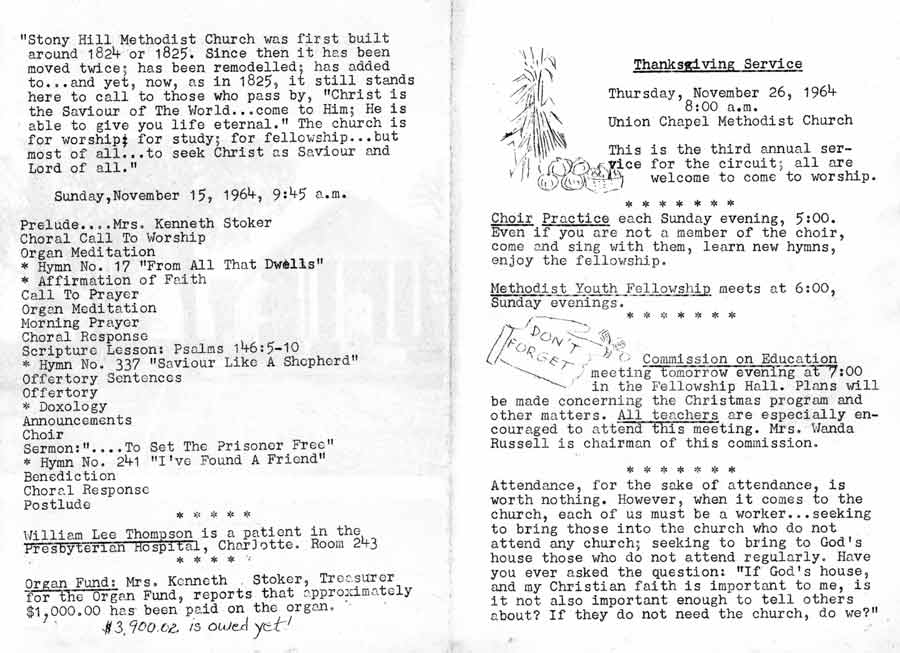 "Stony Hill Methodist Church was first built
around 1824 or 1825. Since then it has been
moved twice; has been remodelled; has added
to...and yet, now, as in 1825, it still stands
here to call to those who pass by, "Christ is
the Saviour of The World...come to Him; He is
able to give you life eternal." The church is
for worship; for study; for fellowship...but
most of all...to seek Christ as Saviour and
Lord of all."
Sunday,November 15, 1964, 9:45 a.m.
Prelude....Mrs. Kenneth Stoker
Choral Call To Worship
Organ Meditation
* Hymn No. 17 "From All That Dwells"
* Affirmation of Faith
Call To Prayer
Organ Meditation
Morning Prayer
Choral Response
Scripture Lesson: Psalms 146:5-10
* Hymn No. 337 "Saviour Like A Shepherd"
Offertory Sentences
Offertory
* Doxology
Announcements
Choir
Sermon:"....To Set The Prisoner Free"
* Hymn No. 241 "I've Found A Friend"
Benediction
Choral Response
Postlude
* * * * *
William Lee Thompson is a patient in the
Presbyterian Hospital, Charlotte. Room 243
* * * * *
Organ Fund: Mrs. Kenneth Stoker, Treasurer
for the Organ Fund, reports that approximately
$1,000.00 has been paid on the organ.
$3,900.02 is owed yet!
Thanksgiving Service
Thursday, November 26, 1964
8:00 a.m.
Union Chapel Methodist Church
This is the third annual ser-
vice for the circuit; all are
welcome to come to worship.
* * * * * * *
Choir Practice each Sunday evening, 5:00.
Even if you are not a member of the choir,
come and sing with them, learn new hymns,
enjoy the fellowship.
Methodist Youth Fellowship meets at 6:00,
Sunday evenings.
* * * * * * *
DON'T
FORGET
Commission on Education
meeting tomorrow evening at 7:00
in the Fellowship Hall. Plans will
be made concerning the Christmas program and
other matters. All teachers are especially en-
couraged to attend this meeting. Mrs. Wanda
Russell is chairman of this commission.
* * * * * * *
Attendance, for the sake of attendance, is
worth nothing. However, when it comes to the
church, each of us must be a worker...seeking
to bring those into the church who do not
attend any church; seeking to bring to God's
house those who do not attend regularly. Have
you ever asked the question: "If God's house,
and my Christian faith is important to me, is
it not also important enough to tell others
about? If they do not need the church, do we?"